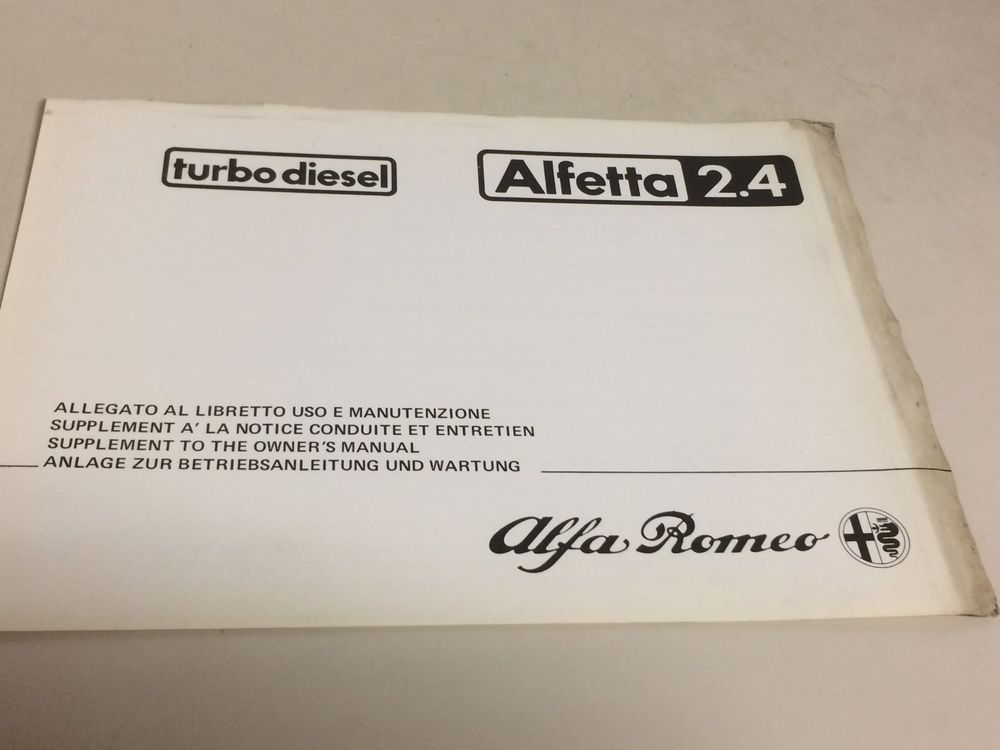 turbo diesel
Alfetta 2.4
ALLEGATO AL LIBRETTO USO E MANUTENZIONE
SUPPLEMENT A' LA NOTICE CONDUITE ET ENTRETIEN
SUPPLEMENT TO THE OWNER'S MANUAL
ANLAGE ZUR BETRIEBSANLEITUNG UND WARTUNG
Alfa Romeo